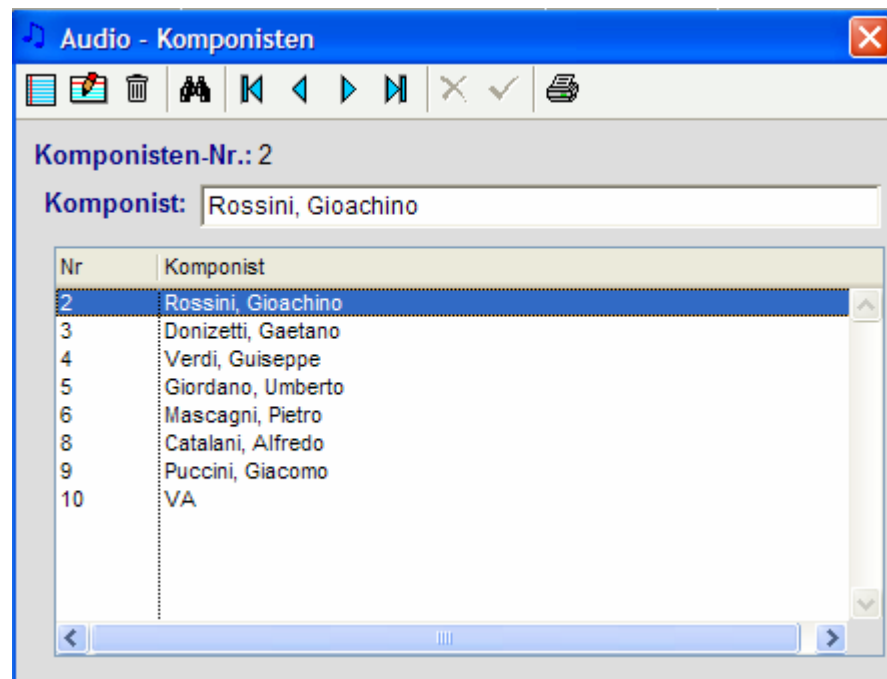 Audio - Komponisten
Komponisten-Nr.: 2
Komponist: Rossini, Gioachino
Nr Komponist
2 Rossini, Gioachino
3 Donizetti, Gaetano
4 Verdi, Guiseppe
5 Giordano, Umberto
6 Mascagni, Pietro
8 Catalani, Alfredo
9 Puccini, Giacomo
10 VA